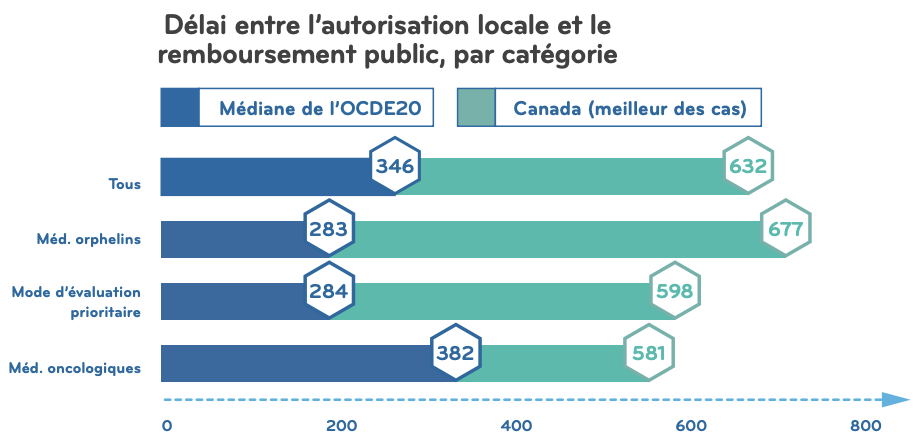 Délai entre l'autorisation locale et le
remboursement public, par catégorie
Médiane de l'OCDE20
Canada (meilleur des cas)
Tous
346
632
Méd. orphelins
283
677
Mode d'évaluation
prioritaire
284
598
Méd. oncologiques
382
581
0 200 400 600 800